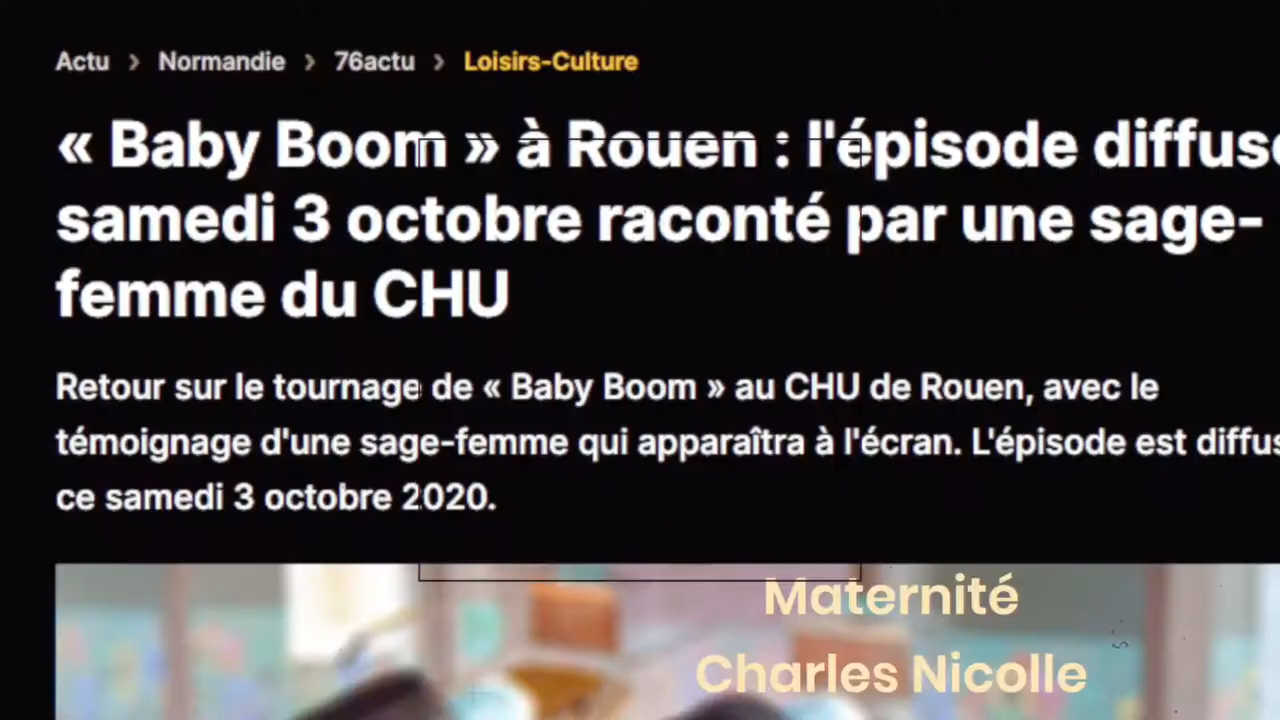 Actu > Normandie > 76actu > Loisirs-Culture
« Baby Boom » à Rouen : l'épisode diffus
samedi 3 octobre raconté par une sage-
femme du CHU
Retour sur le tournage de « Baby Boom » au CHU de Rouen, avec le
témoignage d'une sage-femme qui apparaîtra à l'écran. L'épisode est diffus
ce samedi 3 octobre 2020.
Maternité
Charles Nicolle